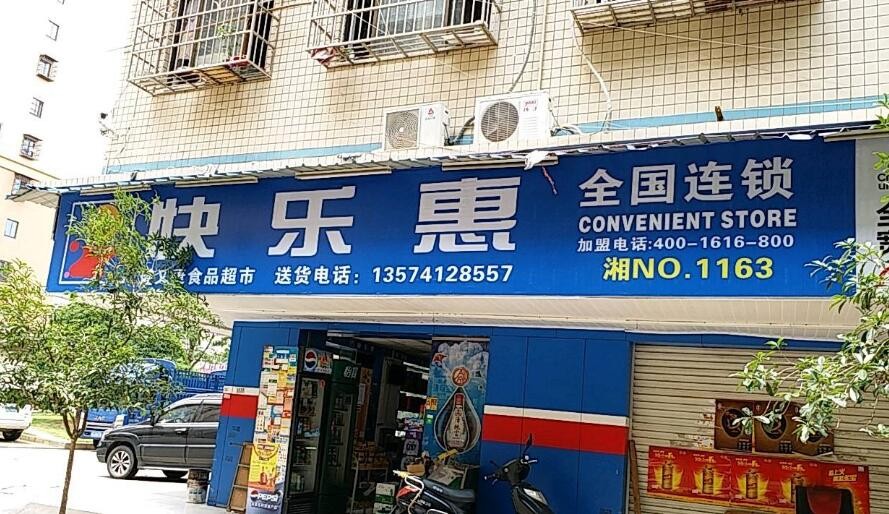 快乐惠
全国连锁
CONVENIENT STORE
加盟电话:400-1616-800
湘NO.1163
食品超市 送货电话：13574128557
PEPSI